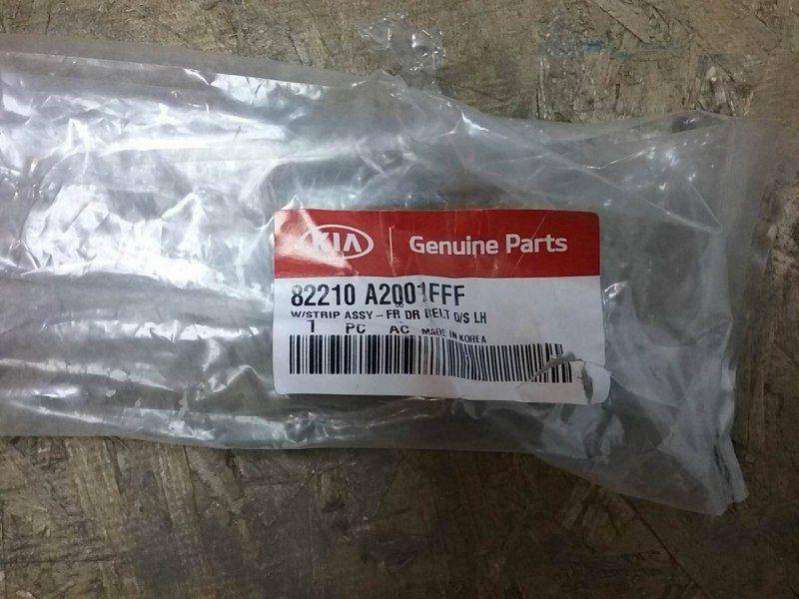 KIA Genuine Parts
82210 A2001FFF
W/STRIP ASSY-FR DR BELT O/S LH
1 PC AC MADE IN KOREA